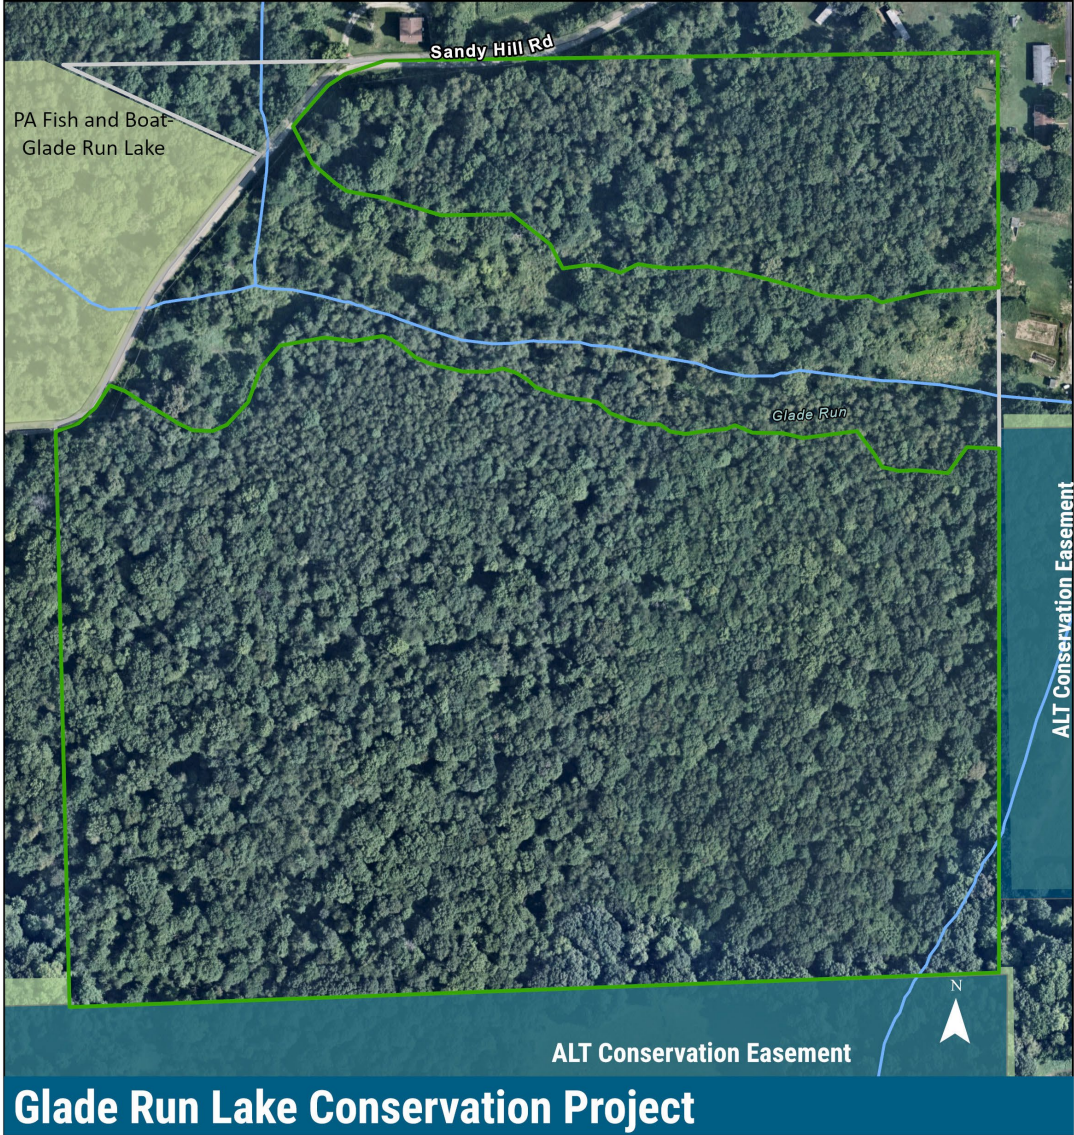 Sandy Hill Rd
PA Fish and Boat-
Glade Run Lake
Glade Run
ALT Conservation Easement
N
ALT Conservation Easement
Glade Run Lake Conservation Project